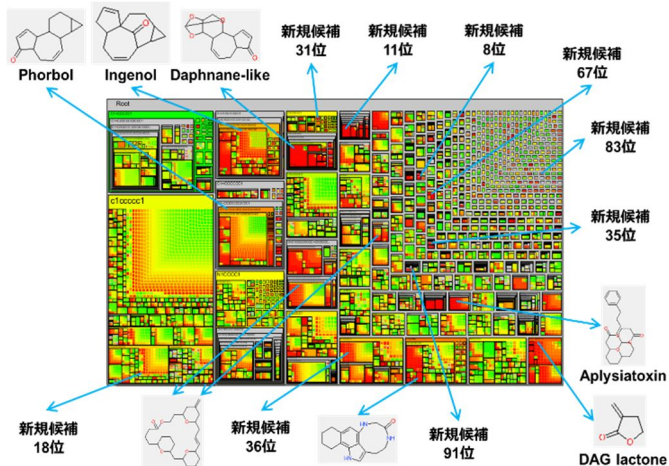 Phorbol
Ingenol
Daphnane-like
新規候補
31位
新規候補
11位
新規候補
8位
新規候補
67位
新規候補
83位
新規候補
35位
Root
c1ccccc1
Aplysiatoxin
新規候補
18位
新規候補
36位
新規候補
91位
DAG lactone